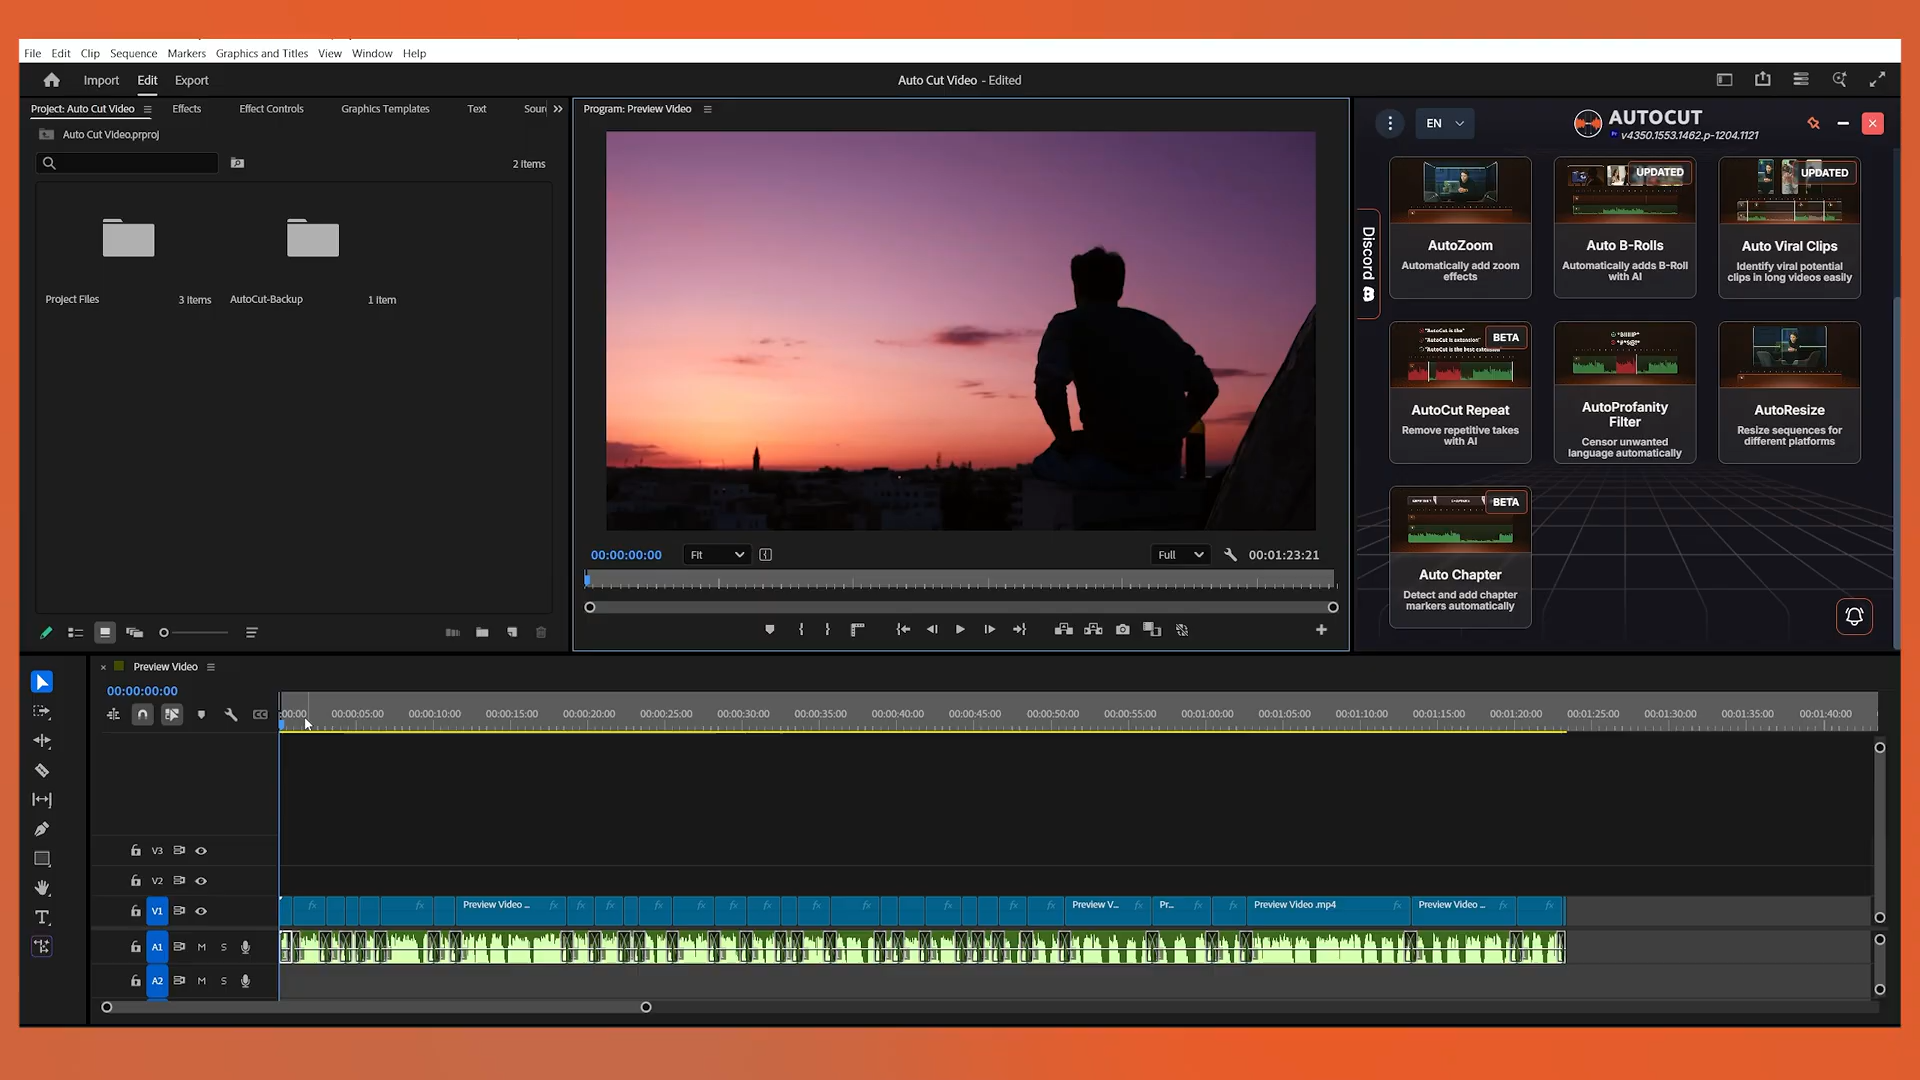 File Edit Clip Sequence Markers Graphics and Titles View Window Help
Import Edit Export
Auto Cut Video - Edited
Project: Auto Cut Video
Effects
Effect Controls
Graphics Templates
Text
Auto Cut Video.prproj
2 Items
Project Files 3 Items
AutoCut-Backup 1 Item
Program: Preview Video
00:00:00:00
Fit
Full
00:01:23:21
EN
AUTOCUT
v4350.1553.1462.p-1204.1121
Discord
AutoZoom
Automatically add zoom
effects
UPDATED
Auto B-Rolls
Automatically adds B-Roll
with AI
UPDATED
Auto Viral Clips
Identify viral potential
clips in long videos easily
BETA
AutoCut Repeat
Remove repetitive takes
with AI
AutoProfanity
Filter
Censor unwanted
language automatically
AutoResize
Resize sequences for
different platforms
BETA
Auto Chapter
Detect and add chapter
markers automatically
Preview Video
00:00:00:00
:00:00 00:00:05:00 00:00:10:00 00:00:15:00 00:00:20:00 00:00:25:00 00:00:30:00 00:00:35:00 00:00:40:00 00:00:45:00 00:00:50:00 00:00:55:00 00:01:00:00 00:01:05:00 00:01:10:00 00:01:15:00 00:01:20:00 00:01:25:00 00:01:30:00 00:01:35:00 00:01:40:00
V3
V2
V1
Preview Video ... Preview V... Pr... Preview Video .mp4 Preview Video ...
A1 M S
A2 M S